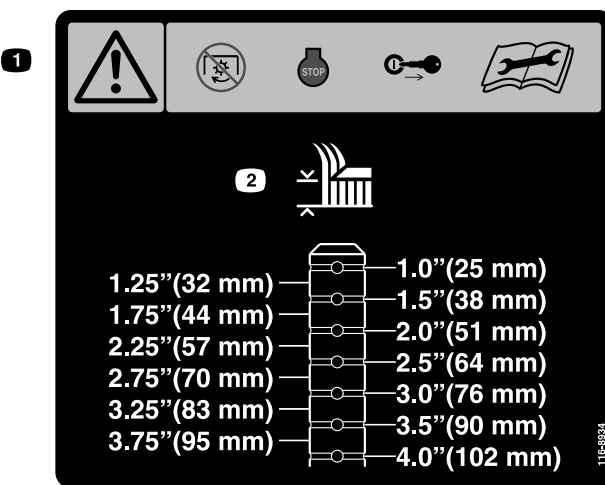 1
STOP
2
1.0”(25 mm)
1.25”(32 mm)
1.5”(38 mm)
1.75”(44 mm)
2.0”(51 mm)
2.25”(57 mm)
2.5”(64 mm)
2.75”(70 mm)
3.0”(76 mm)
3.25”(83 mm)
3.5”(90 mm)
3.75”(95 mm)
4.0”(102 mm)
116-8934